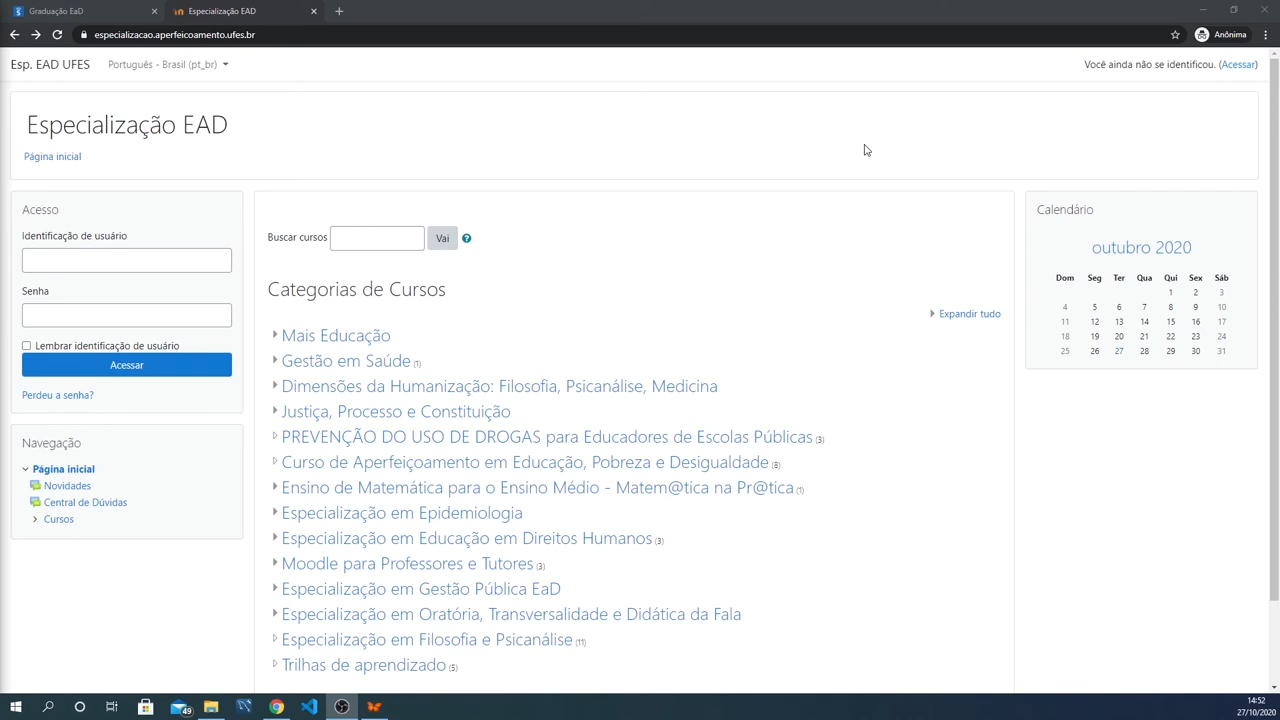 Graduação EaD
Especialização EAD
especializacao.aperfeicoamento.ufes.br
Anônima
Esp. EAD UFES
Português - Brasil (pt_br)
Você ainda não se identificou. (Acessar)
Especialização EAD
Página inicial
Acesso
Identificação de usuário
Senha
Lembrar identificação de usuário
Acessar
Perdeu a senha?
Navegação
Página inicial
Novidades
Central de Dúvidas
Cursos
Buscar cursos
Vai
Categorias de Cursos
Expandir tudo
Mais Educação
Gestão em Saúde (1)
Dimensões da Humanização: Filosofia, Psicanálise, Medicina
Justiça, Processo e Constituição
PREVENÇÃO DO USO DE DROGAS para Educadores de Escolas Públicas (3)
Curso de Aperfeiçoamento em Educação, Pobreza e Desigualdade (8)
Ensino de Matemática para o Ensino Médio - Matem@tica na Pr@tica (1)
Especialização em Epidemiologia
Especialização em Educação em Direitos Humanos (3)
Moodle para Professores e Tutores (3)
Especialização em Gestão Pública EaD
Especialização em Oratória, Transversalidade e Didática da Fala
Especialização em Filosofia e Psicanálise (11)
Trilhas de aprendizado (5)
Calendário
outubro 2020
Dom Seg Ter Qua Qui Sex Sáb
1 2 3
4 5 6 7 8 9 10
11 12 13 14 15 16 17
18 19 20 21 22 23 24
25 26 27 28 29 30 31
49
14:52
27/10/2020